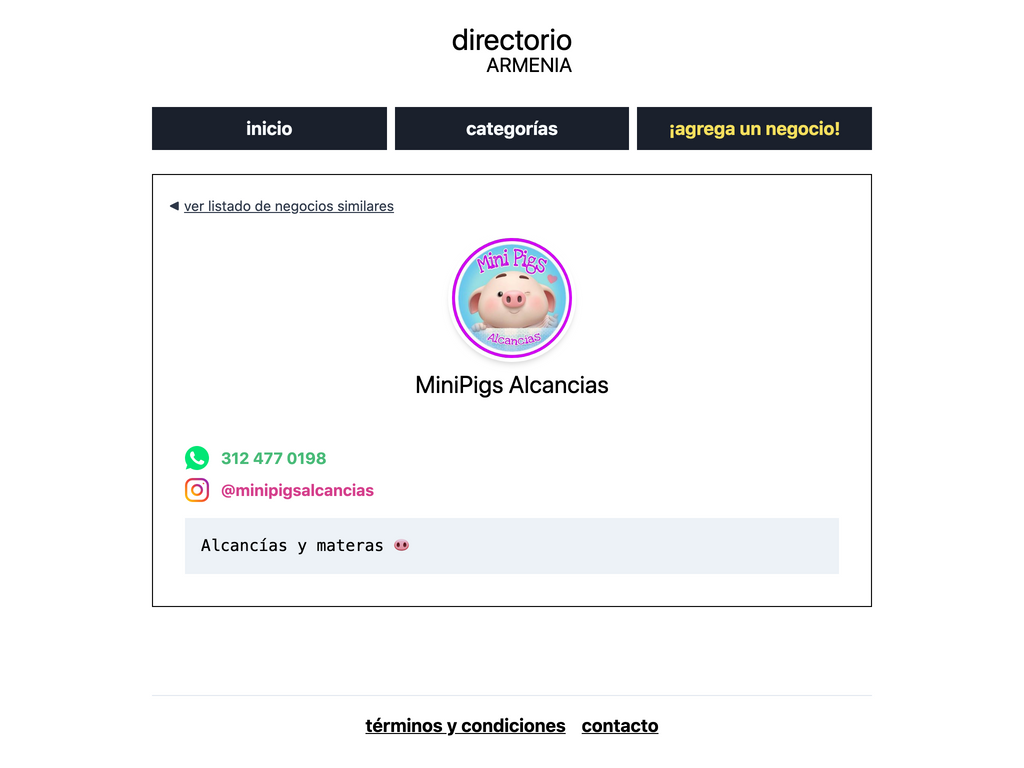 directorio
ARMENIA
inicio
categorías
¡agrega un negocio!
◄ ver listado de negocios similares
Mini Pigs
Alcancias
MiniPigs Alcancias
312 477 0198
@minipigsalcancias
Alcancías y materas 🐽
términos y condiciones
contacto